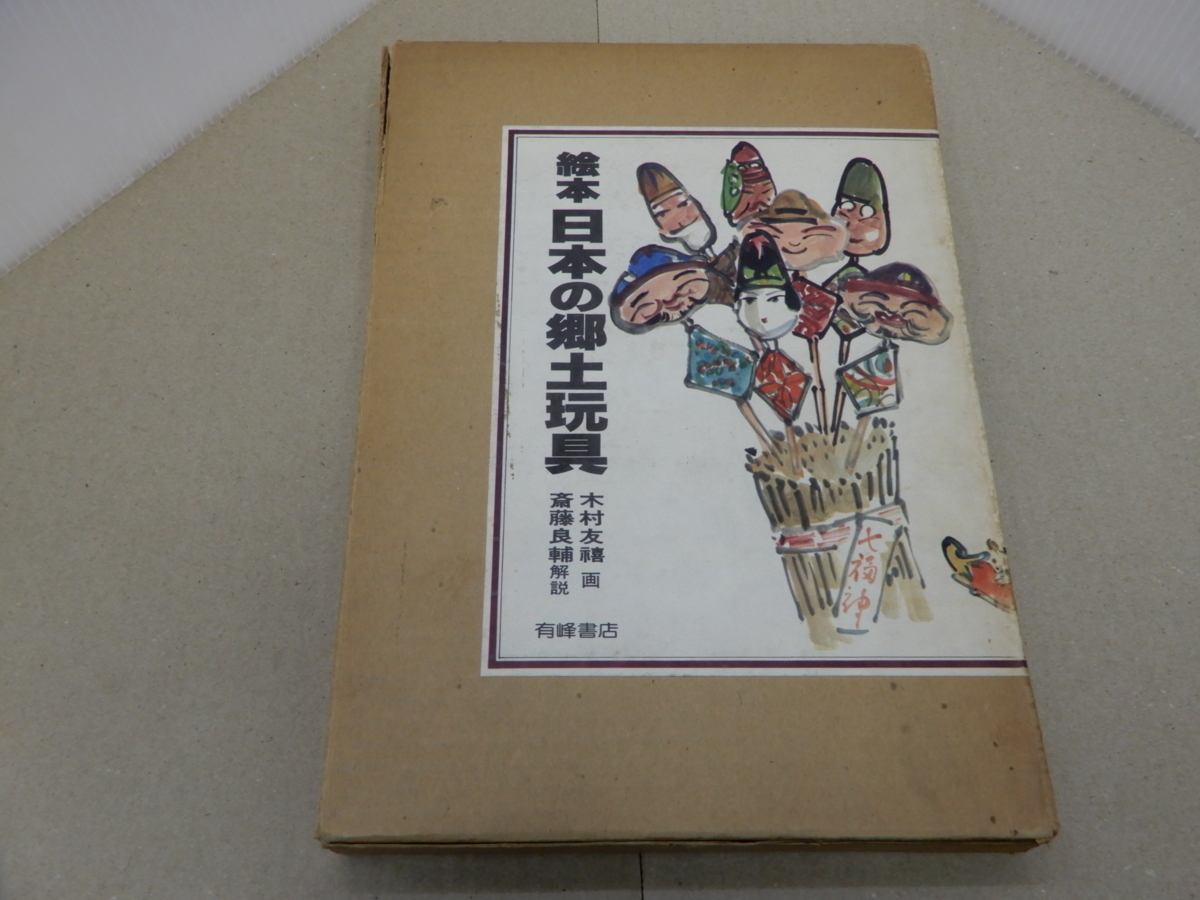 絵本
日本の郷土玩具
木村友禧 画
斎藤良輔 解説
有峰書店
七福神